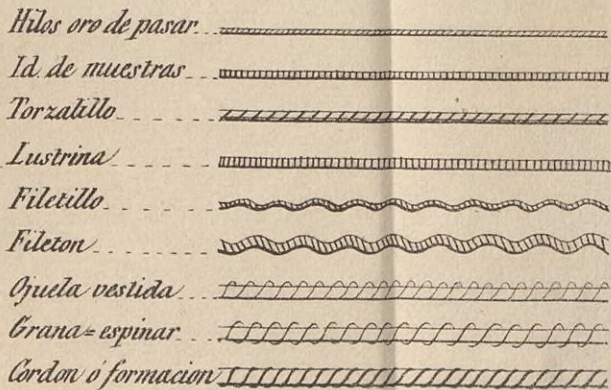 Hilos oro de pasar
Id. de muestras
Torzalillo
Lustrina
Filetillo
Fileton
Ojuela vestida
Grana=espinar
Cordon ó formacion